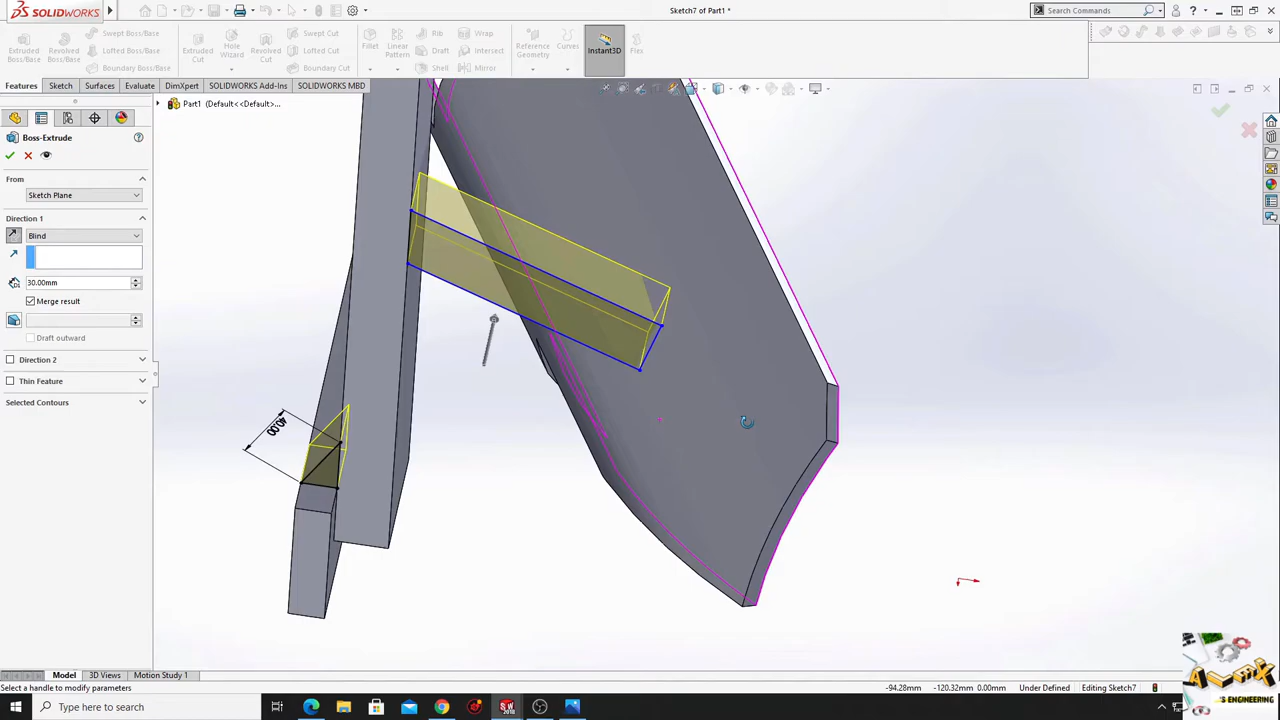 SOLIDWORKS
Sketch7 of Part1 *
Search Commands
Extruded Boss/Base
Revolved Boss/Base
Swept Boss/Base
Lofted Boss/Base
Boundary Boss/Base
Extruded Cut
Hole Wizard
Revolved Cut
Swept Cut
Lofted Cut
Boundary Cut
Fillet
Linear Pattern
Rib
Draft
Shell
Wrap
Intersect
Mirror
Reference Geometry
Curves
Instant3D
Flex
Features
Sketch
Surfaces
Evaluate
DimXpert
SOLIDWORKS Add-Ins
SOLIDWORKS MBD
Part1 (Default<<Default>...
Boss-Extrude
From
Sketch Plane
Direction 1
Blind
30.00mm
Merge result
Draft outward
Direction 2
Thin Feature
Selected Contours
40.00
Model
3D Views
Motion Study 1
Select a handle to modify parameters
-94.28mm
-120.32mm 0.00mm
Under Defined
Editing Sketch7
Type here to search
'S ENGINEERING